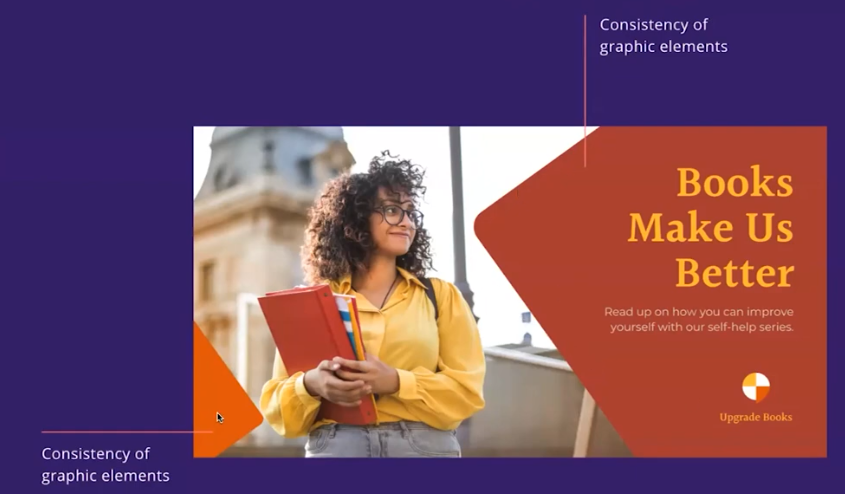 Consistency of
graphic elements
Books
Make Us
Better
Read up on how you can improve
yourself with our self-help series.
Upgrade Books
Consistency of
graphic elements